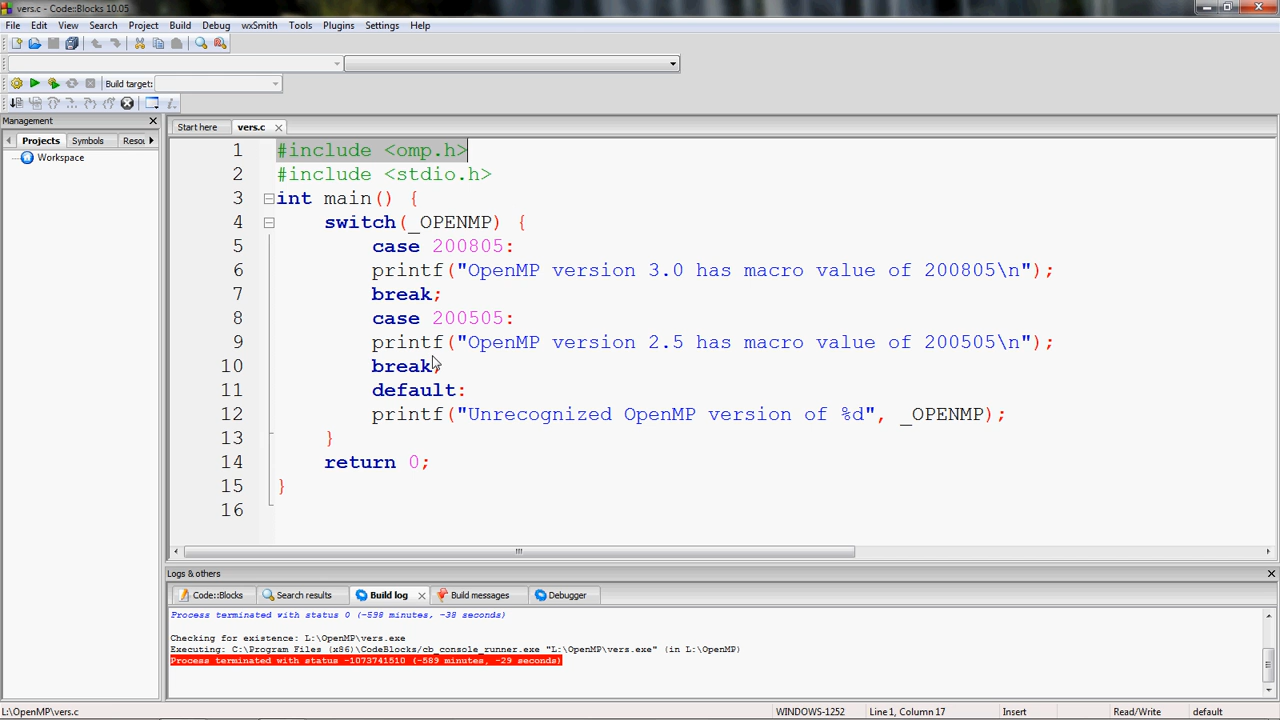 vers.c - Code::Blocks 10.05
File Edit View Search Project Build Debug wxSmith Tools Plugins Settings Help
Build target:
Management
Projects Symbols Resou
Workspace
Start here vers.c
1 #include <omp.h>
2 #include <stdio.h>
3 int main() {
4 switch(_OPENMP) {
5 case 200805:
6 printf("OpenMP version 3.0 has macro value of 200805\n");
7 break;
8 case 200505:
9 printf("OpenMP version 2.5 has macro value of 200505\n");
10 break;
11 default:
12 printf("Unrecognized OpenMP version of %d", _OPENMP);
13 }
14 return 0;
15 }
16
Logs & others
Code::Blocks Search results Build log Build messages Debugger
Process terminated with status 0 (-598 minutes, -38 seconds)
Checking for existence: L:\OpenMP\vers.exe
Executing: C:\Program Files (x86)\CodeBlocks/cb_console_runner.exe "L:\OpenMP\vers.exe" (in L:\OpenMP)
Process terminated with status -1073741510 (-589 minutes, -29 seconds)
L:\OpenMP\vers.c WINDOWS-1252 Line 1, Column 17 Insert Read/Write default